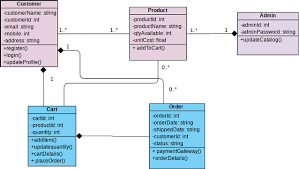 Customer
-customerName: string
-customerId: int
-email: string
-mobile: int
-address: string
+register()
+login()
+updateProfile()
Product
-productId: int
-productName: string
-qtyAvailable: int
-unitCost: float
+addToCart()
Admin
-adminId: int
-adminPassword: string
+updateCatalog()
1..*
1..*
1..*
1
1
1
0..*
0..*
Cart
-cartId: int
-productId: int
-quantity: int
+addItem()
+updatequantity()
+cartDetails()
+placeOrder()
Order
-orderId: int
-orderDate: string
-shippedDate: string
-customerId: int
-status: string
+paymentGateway()
+orderDetails()